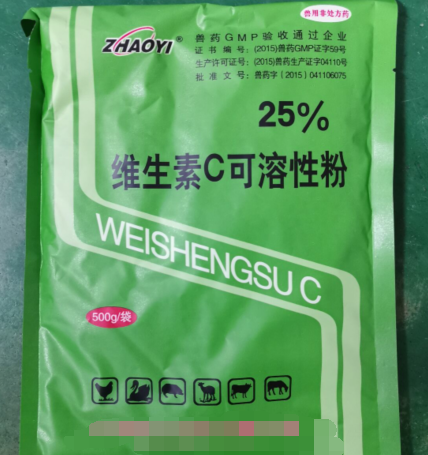 兽用非处方药
ZHAOYI®
兽药GMP验收通过企业
证书编号:(2015)兽药GMP证字59号
生产许可证号:(2015)兽药生产证字04110号
批准文号:兽药字(2015)041106075
25%
维生素C可溶性粉
WEISHENGSU C
500g/袋